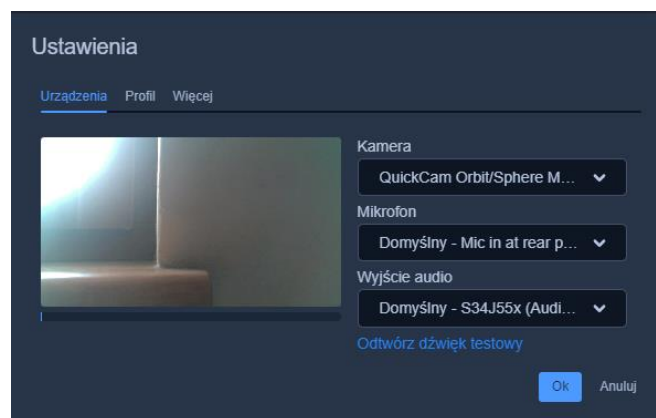 Ustawienia
Urządzenia Profil Więcej
Kamera
QuickCam Orbit/Sphere M...
Mikrofon
Domyślny - Mic in at rear p...
Wyjście audio
Domyślny - S34J55x (Audi...
Odtwórz dźwięk testowy
Ok Anuluj